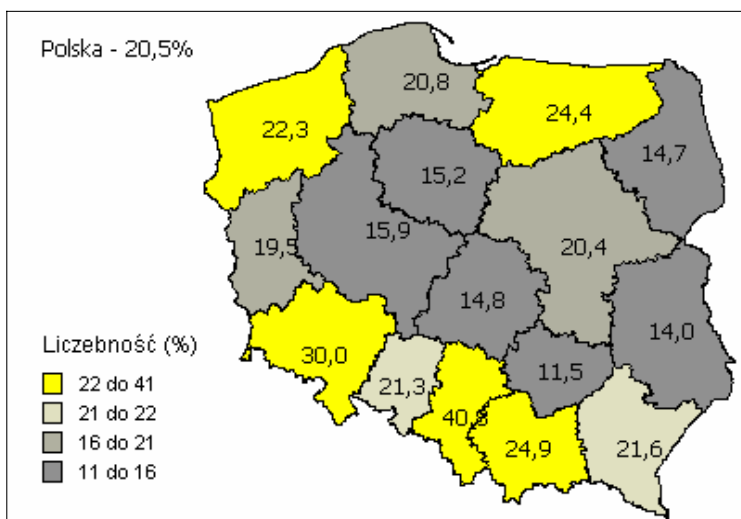 Polska - 20,5%
20,8
22,3
24,4
14,7
15,2
15,9
19,5
20,4
14,8
14,0
30,0
21,3
11,5
40,8
24,9
21,6
Liczebność (%)
22 do 41
21 do 22
16 do 21
11 do 16